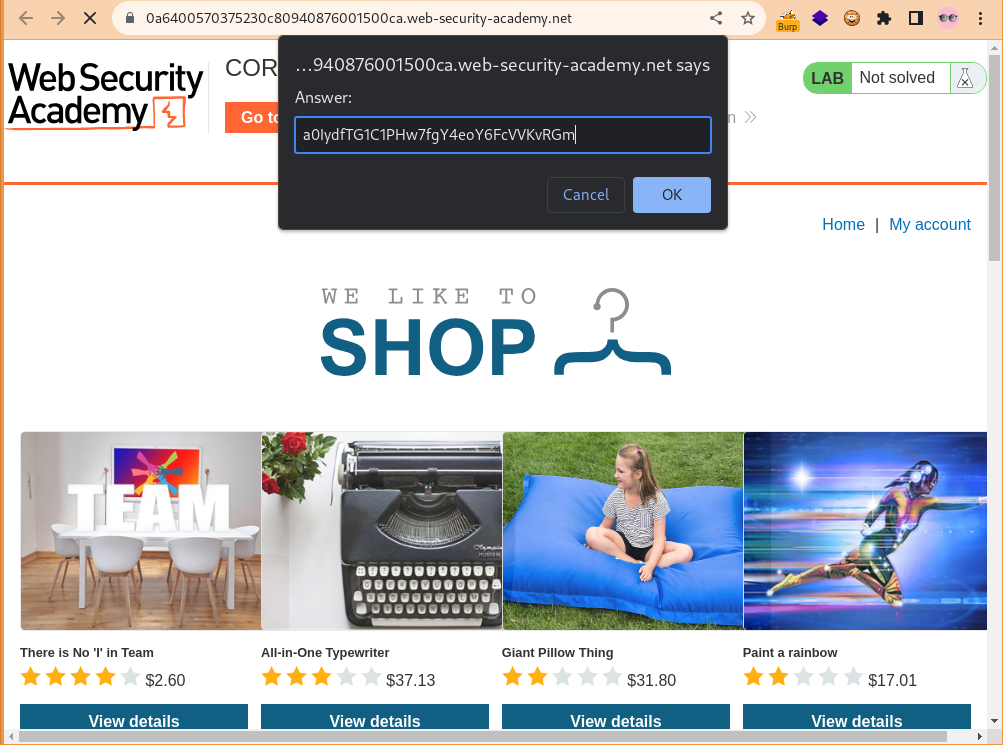 0a6400570375230c80940876001500ca.web-security-academy.net
Burp
...940876001500ca.web-security-academy.net says
Answer:
a0IydfTG1C1PHw7fgY4eoY6FcVVKvRGm
Cancel
OK
Web Security
Academy
COR
Go to
LAB
Not solved
n
Home | My account
WE LIKE TO
SHOP
TEAM
There is No 'I' in Team
$2.60
View details
All-in-One Typewriter
$37.13
View details
Giant Pillow Thing
$31.80
View details
Paint a rainbow
$17.01
View details